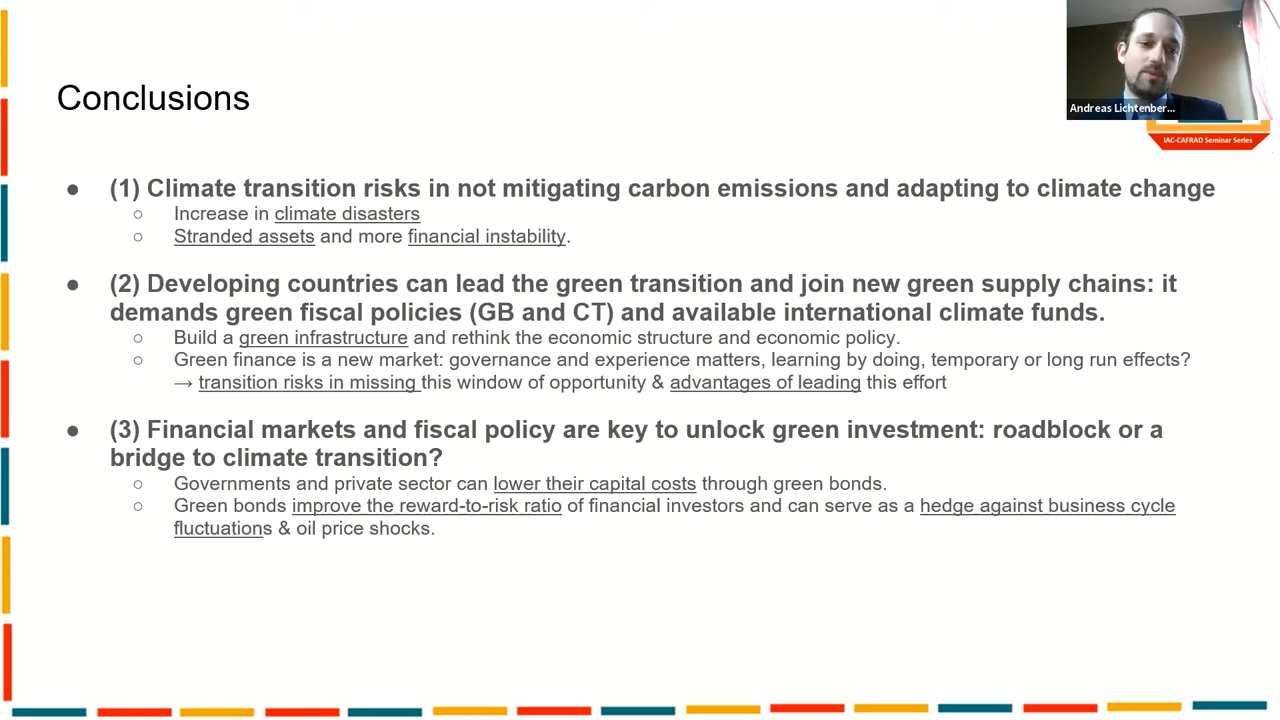 Conclusions
Andreas Lichtenber...
IAC-CAFRAD Seminar Series
● (1) Climate transition risks in not mitigating carbon emissions and adapting to climate change
○ Increase in climate disasters
○ Stranded assets and more financial instability.
● (2) Developing countries can lead the green transition and join new green supply chains: it
demands green fiscal policies (GB and CT) and available international climate funds.
○ Build a green infrastructure and rethink the economic structure and economic policy.
○ Green finance is a new market: governance and experience matters, learning by doing, temporary or long run effects?
→ transition risks in missing this window of opportunity & advantages of leading this effort
● (3) Financial markets and fiscal policy are key to unlock green investment: roadblock or a
bridge to climate transition?
○ Governments and private sector can lower their capital costs through green bonds.
○ Green bonds improve the reward-to-risk ratio of financial investors and can serve as a hedge against business cycle
fluctuations & oil price shocks.